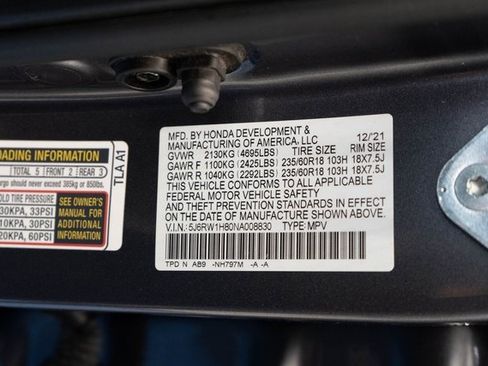 OADING INFORMATION
TOTAL 5 FRONT 2 REAR 3
rgo should never exceed 385kg or 850lbs.
OLD TIRE PRESSURE
30KPA, 33PSI
10KPA, 30PSI
20KPA, 60PSI
SEE OWNER'S
MANUAL FOR
ADDITIONAL
INFORMATION
TLA A1
MFD. BY HONDA DEVELOPMENT &
MANUFACTURING OF AMERICA, LLC 12/21
GVWR 2130KG (4695LBS) TIRE SIZE RIM SIZE
GAWR F 1100KG (2425LBS) 235/60R18 103H 18X7.5J
GAWR R 1040KG (2292LBS) 235/60R18 103H 18X7.5J
THIS VEHICLE CONFORMS TO ALL APPLICABLE
FEDERAL MOTOR VEHICLE SAFETY
AND THEFT PREVENTION STANDARDS IN EFFECT
ON THE DATE OF MANUFACTURE SHOWN ABOVE.
V.I.N.: 5J6RW1H80NA008830 TYPE: MPV
TPD N AB9 -NH797M -A -A